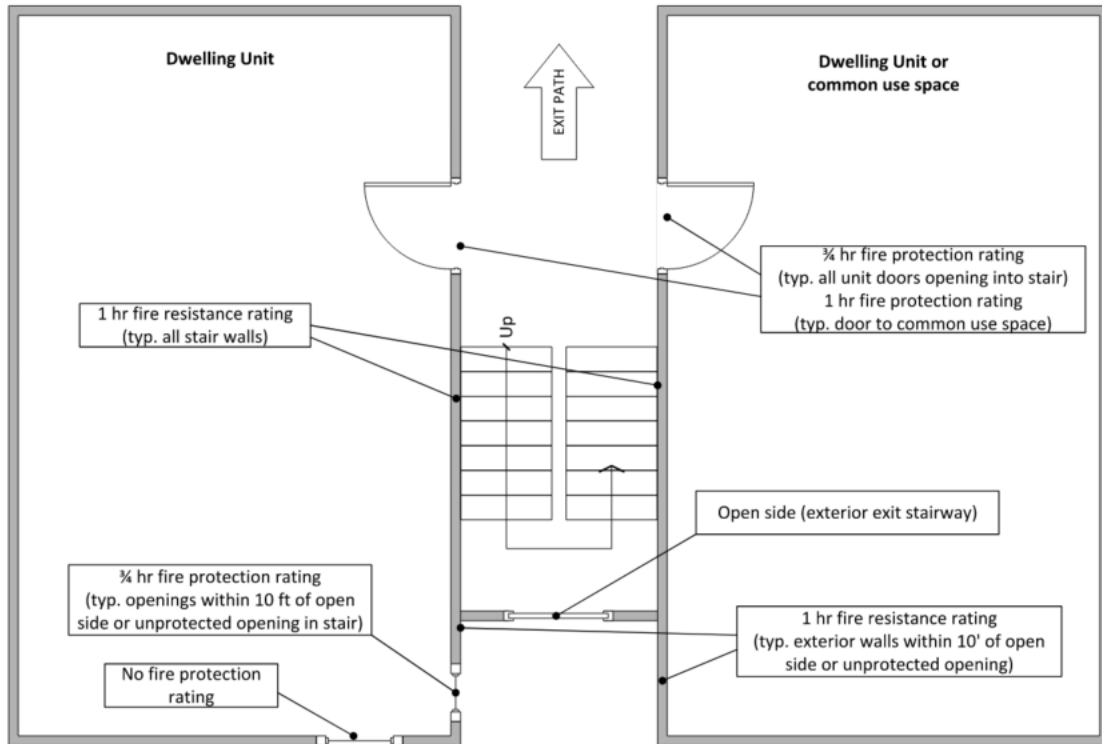 Dwelling Unit
EXIT PATH
Dwelling Unit or
common use space
¾ hr fire protection rating
(typ. all unit doors opening into stair)
1 hr fire protection rating
(typ. door to common use space)
1 hr fire resistance rating
(typ. all stair walls)
Up
Open side (exterior exit stairway)
¾ hr fire protection rating
(typ. openings within 10 ft of open
side or unprotected opening in stair)
1 hr fire resistance rating
(typ. exterior walls within 10' of open
side or unprotected opening)
No fire protection
rating